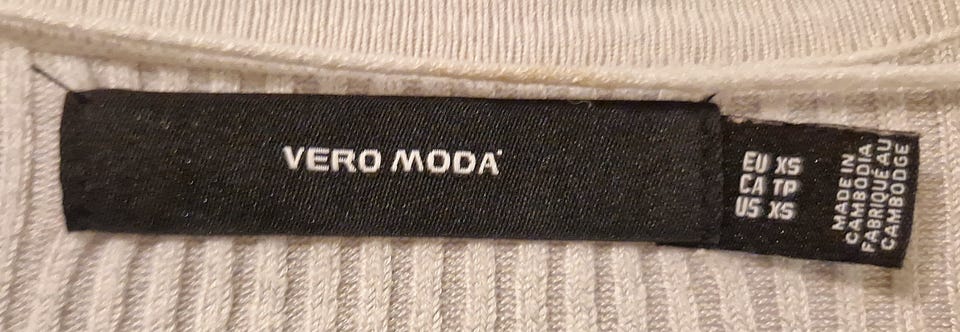 VERO MODA
EU XS
CA TP
US XS
MADE IN
CAMBODIA
FABRIQUÉ AU
CAMBODGE